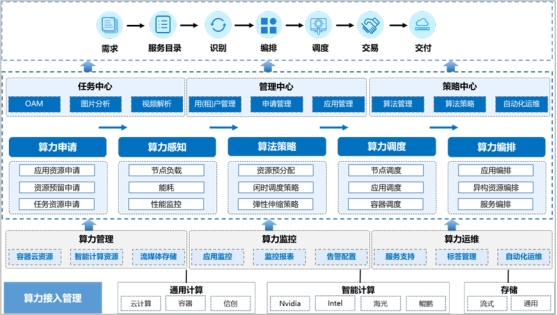 需求 服务目录 识别 编排 调度 交易 交付
任务中心 管理中心 策略中心
OAM 图片分析 视频解析 用(租)户管理 申请管理 应用管理 算法管理 算法策略 自动化运维
算力申请 算力感知 算法策略 算力调度 算力编排
应用资源申请 节点负载 资源预分配 节点调度 应用编排
资源预留申请 能耗 闲时调度策略 应用调度 异构资源编排
任务资源申请 性能监控 弹性伸缩策略 容器调度 服务编排
算力管理 算力监控 算力运维
容器云资源 智能计算资源 流媒体存储 应用监控 监控报表 告警配置 服务支持 标签管理 自动化运维
算力接入管理
通用计算 智能计算 存储
云计算 容器 信创 Nvidia Intel 海光 鲲鹏 流式 通用